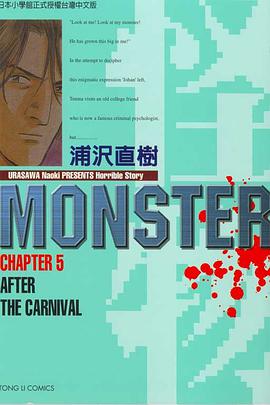 日本小學館正式授權台灣中文版
"Look at me! Look at my monster!
He has grown this big in me!"
In the attempt to decipher
this enigmatic expression 'Johan' left,
Tenma visits an old college friend
who is now a famous criminal psychologist,
but............
浦沢直樹
URASAWA Naoki PRESENTS Horrible Story
MONSTER
CHAPTER 5
AFTER
THE CARNIVAL
TONG LI COMICS